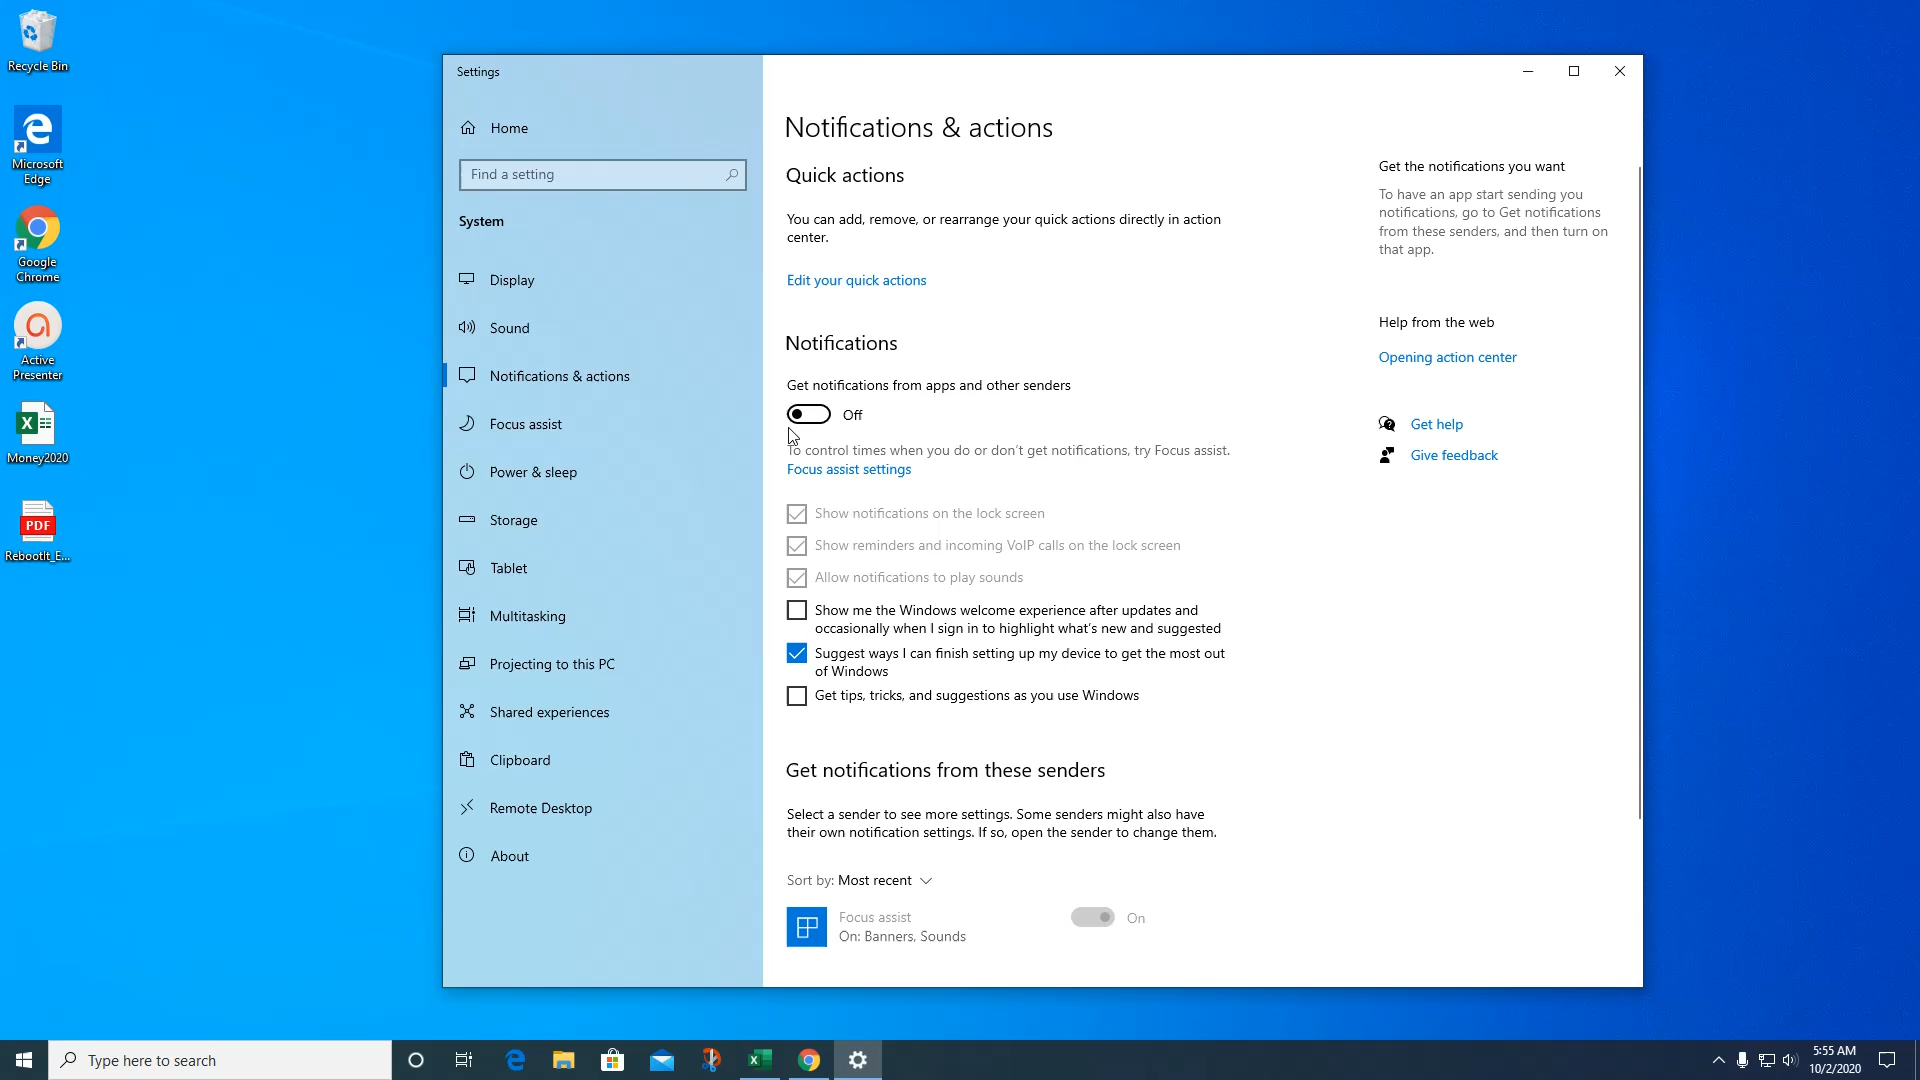 Recycle Bin
Microsoft
Edge
Google
Chrome
Active
Presenter
Money2020
PDF
RebootIt_E...
Settings
Home
Find a setting
System
Display
Sound
Notifications & actions
Focus assist
Power & sleep
Storage
Tablet
Multitasking
Projecting to this PC
Shared experiences
Clipboard
Remote Desktop
About
Notifications & actions
Quick actions
You can add, remove, or rearrange your quick actions directly in action
center.
Edit your quick actions
Notifications
Get notifications from apps and other senders
Off
To control times when you do or don't get notifications, try Focus assist.
Focus assist settings
Show notifications on the lock screen
Show reminders and incoming VoIP calls on the lock screen
Allow notifications to play sounds
Show me the Windows welcome experience after updates and
occasionally when I sign in to highlight what's new and suggested
Suggest ways I can finish setting up my device to get the most out
of Windows
Get tips, tricks, and suggestions as you use Windows
Get notifications from these senders
Select a sender to see more settings. Some senders might also have
their own notification settings. If so, open the sender to change them.
Sort by: Most recent
Focus assist
On: Banners, Sounds
On
Get the notifications you want
To have an app start sending you
notifications, go to Get notifications
from these senders, and then turn on
that app.
Help from the web
Opening action center
Get help
Give feedback
Type here to search
5:55 AM
10/2/2020